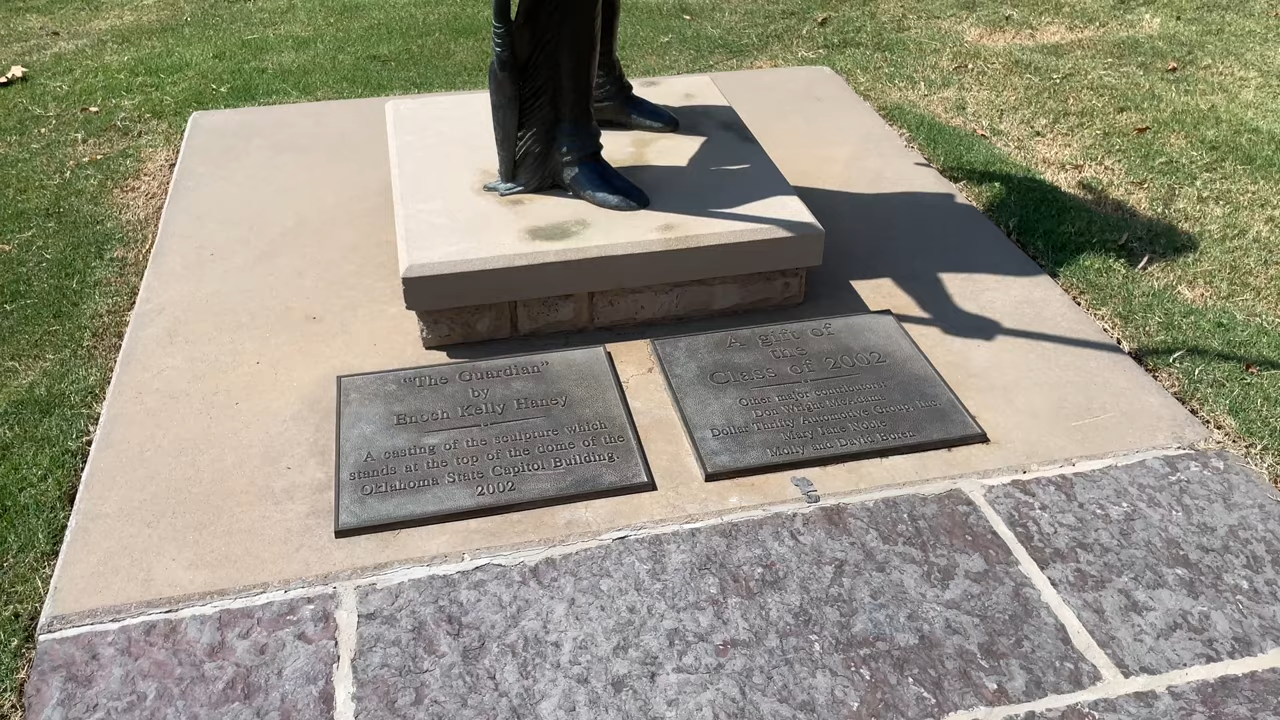 "The Guardian"
by
Enoch Kelly Haney
A casting of the sculpture which
stands at the top of the dome of the
Oklahoma State Capitol Building.
2002
A gift of
the
Class of 2002
Other major contributors:
Don Wright McAdams
Dollar Thrifty Automotive Group, Inc.
Mary Jane Noble
Molly and David Boren